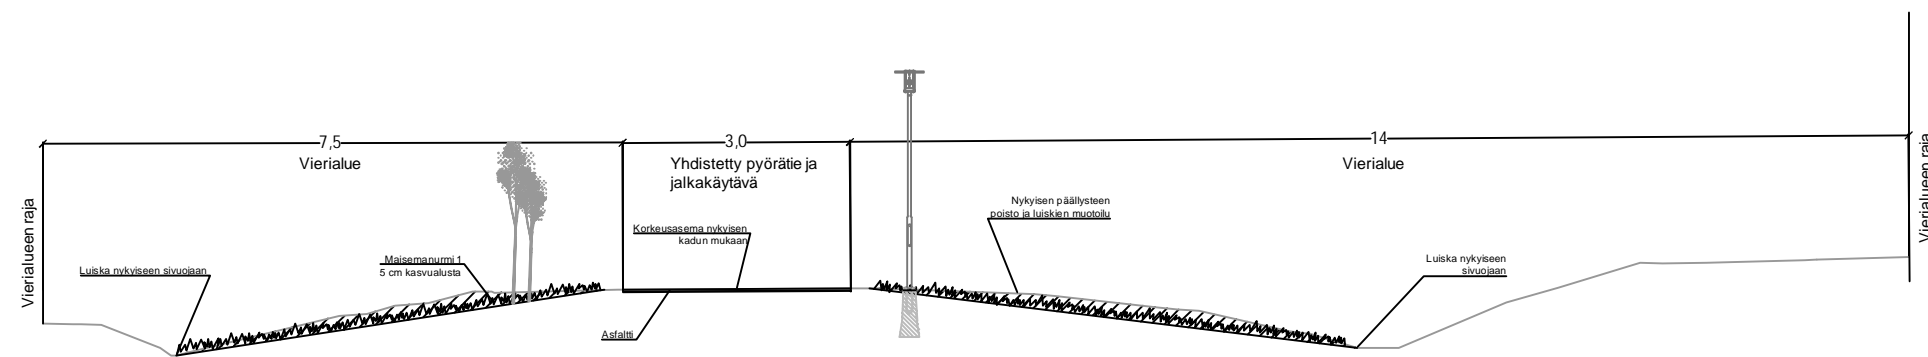 7,5
3,0
14
Vierialue
Yhdistetty pyörätie ja
jalkakäytävä
Vierialue
Vierialueen raja
Vierialueen raja
Nykyisen päällysteen
poisto ja luiskien muotoilu
Korkeusasema nykyisen
kadun mukaan
Luiska nykyiseen sivuojaan
Maisemanurmi 1
5 cm kasvualusta
Luiska nykyiseen
sivuojaan
Asfaltti